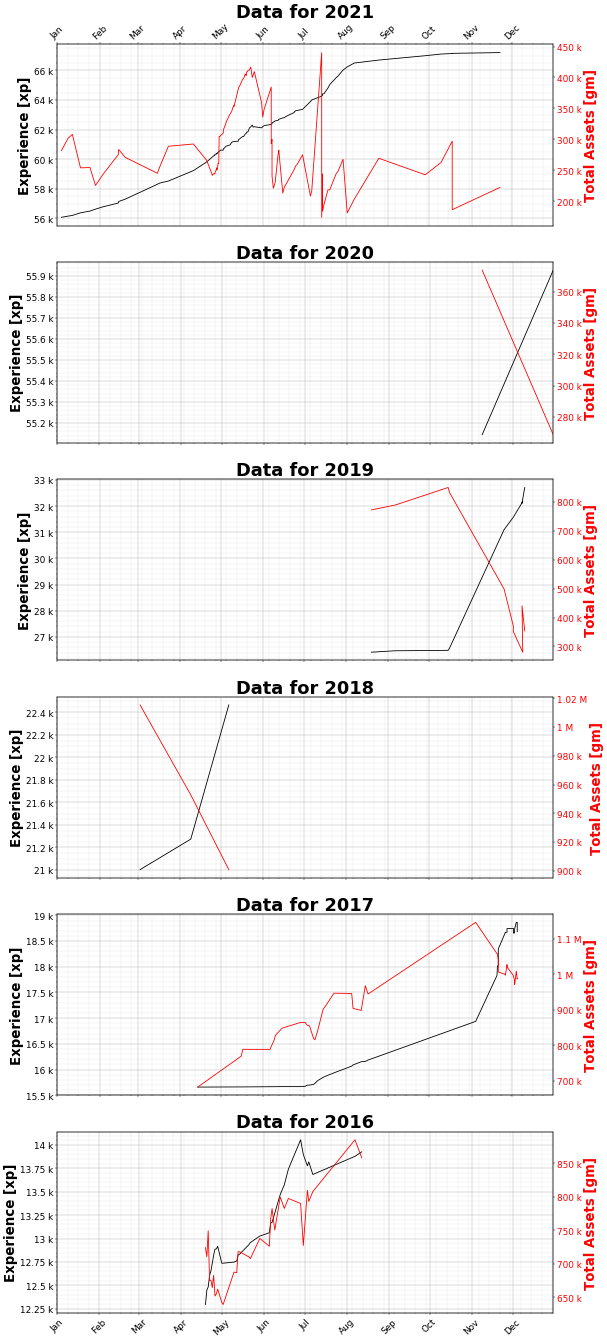 Data for 2021
Jan Feb Mar Apr May Jun Jul Aug Sep Oct Nov Dec
Experience [xp]
66 k
64 k
62 k
60 k
58 k
56 k
450 k
400 k
350 k
300 k
250 k
200 k
Total Assets [gm]
Data for 2020
Experience [xp]
55.9 k
55.8 k
55.7 k
55.6 k
55.5 k
55.4 k
55.3 k
55.2 k
360 k
340 k
320 k
300 k
280 k
Total Assets [gm]
Data for 2019
Experience [xp]
33 k
32 k
31 k
30 k
29 k
28 k
27 k
800 k
700 k
600 k
500 k
400 k
300 k
Total Assets [gm]
Data for 2018
Experience [xp]
22.4 k
22.2 k
22 k
21.8 k
21.6 k
21.4 k
21.2 k
21 k
1.02 M
1 M
980 k
960 k
940 k
920 k
900 k
Total Assets [gm]
Data for 2017
Experience [xp]
19 k
18.5 k
18 k
17.5 k
17 k
16.5 k
16 k
15.5 k
1.1 M
1 M
900 k
800 k
700 k
Total Assets [gm]
Data for 2016
Experience [xp]
14 k
13.75 k
13.5 k
13.25 k
13 k
12.75 k
12.5 k
12.25 k
850 k
800 k
750 k
700 k
650 k
Total Assets [gm]
Jan Feb Mar Apr May Jun Jul Aug Sep Oct Nov Dec